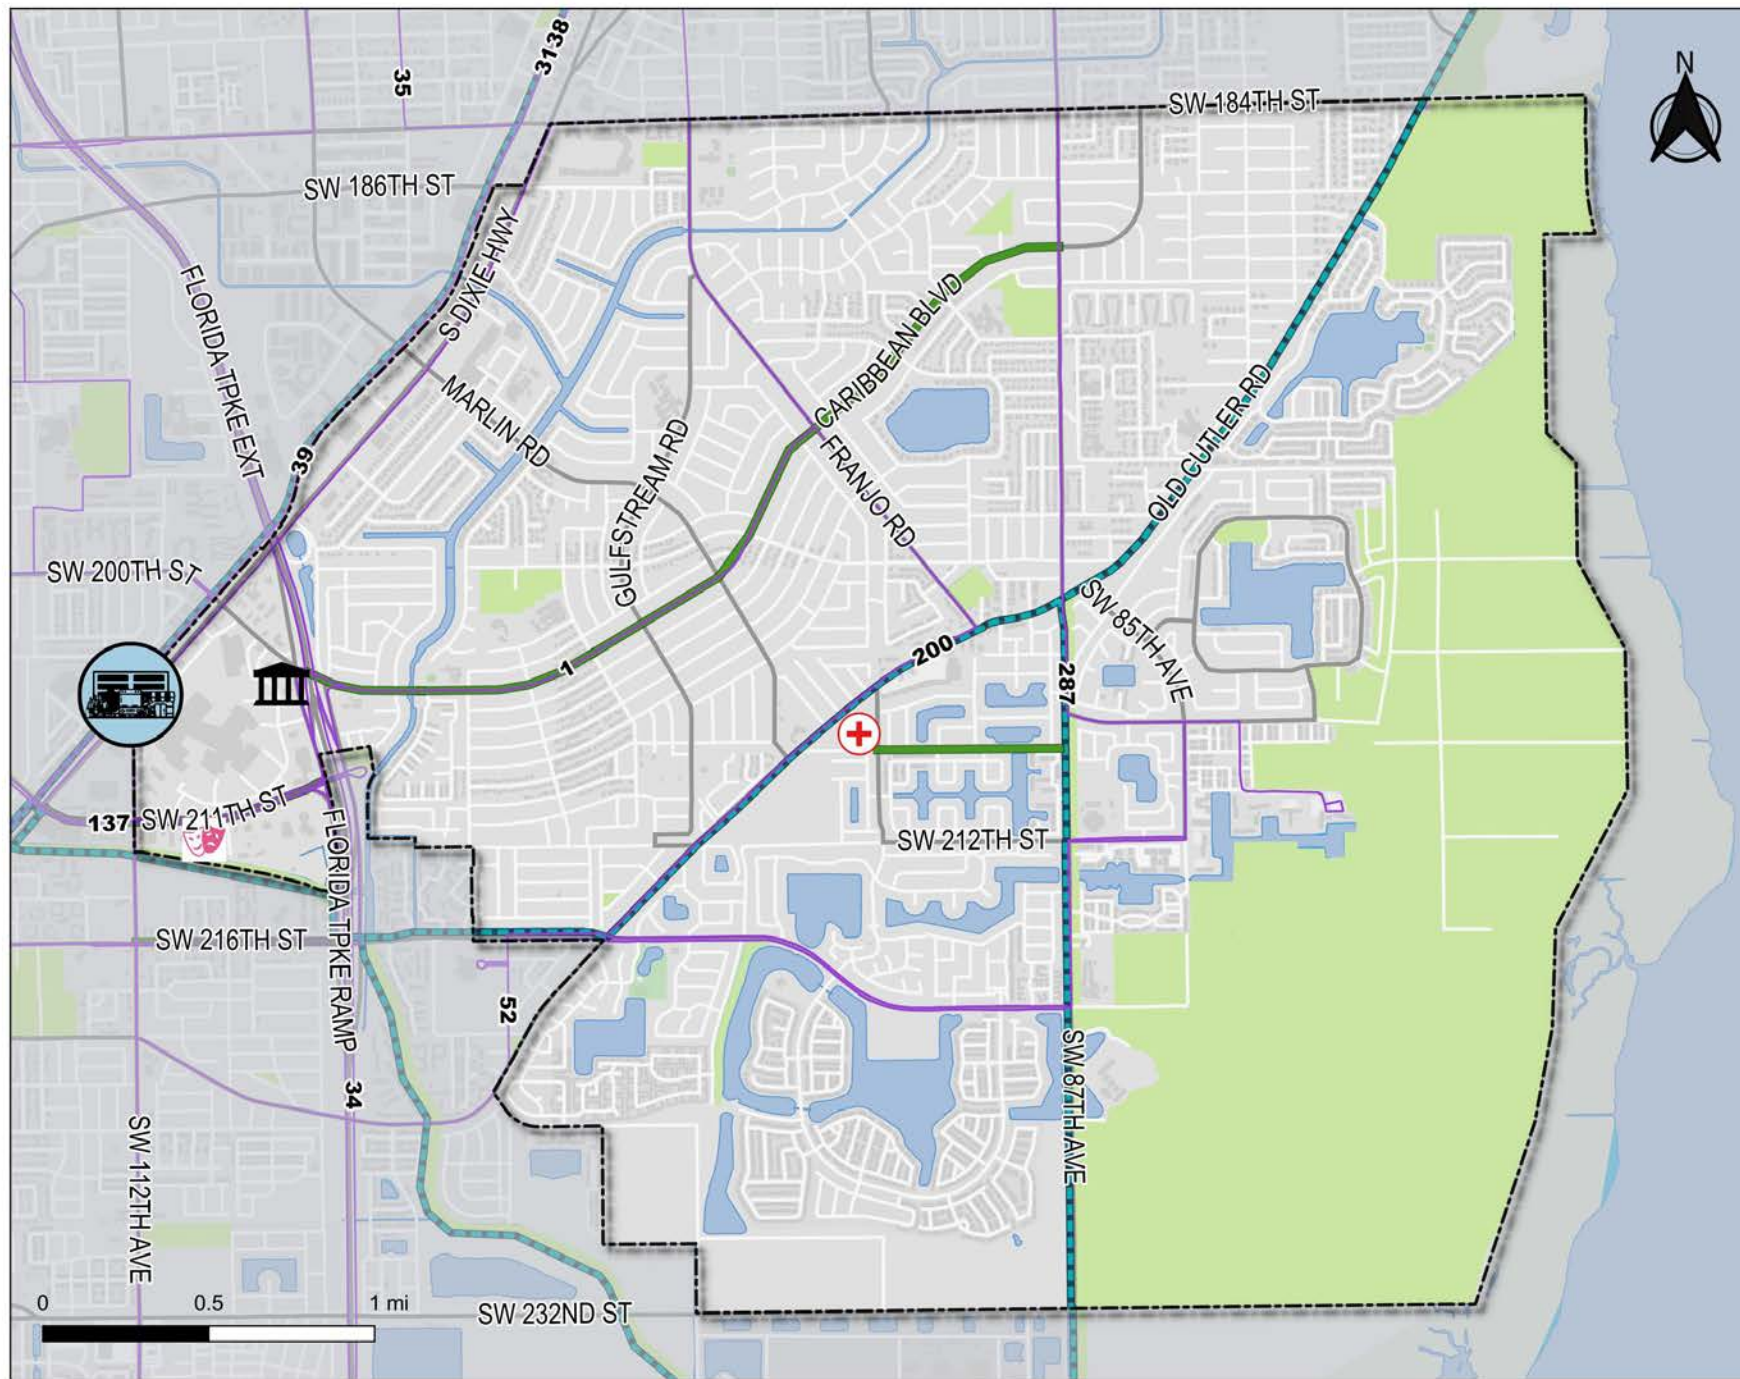 3138
35
N
SW 184TH ST
SW 186TH ST
S DIXIE HWY
FLORIDA TPKE EXT
CARIBBEAN BLVD
MARLIN RD
OLD CUTLER RD
39
GULFSTREAM RD
FRANJO RD
SW 200TH ST
SW 85TH AVE
200
1
287
137
SW 211TH ST
SW 212TH ST
FLORIDA TPKE RAMP
SW 216TH ST
52
34
SW 87TH AVE
SW 112TH AVE
0
0.5
1 mi
SW 232ND ST